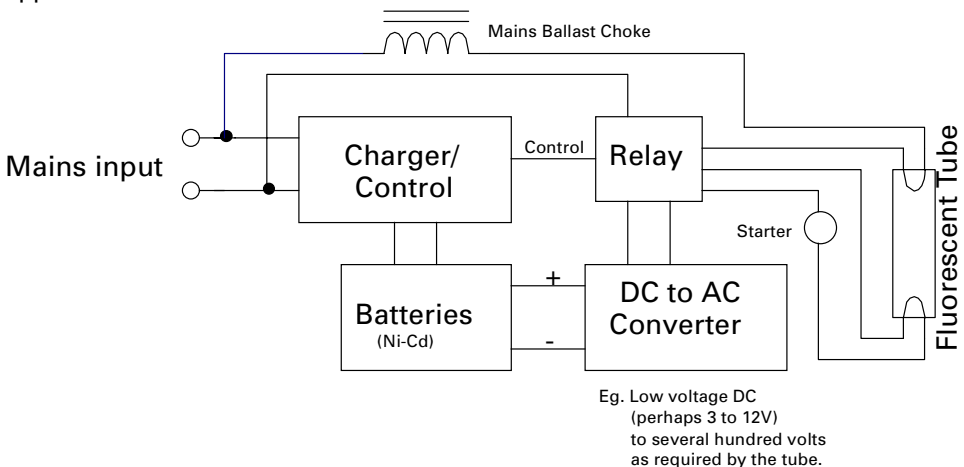 Mains Ballast Choke
Mains input
Charger/
Control
Control
Relay
Fluorescent Tube
Starter
+
-
Batteries
(Ni-Cd)
DC to AC
Converter
Eg. Low voltage DC
(perhaps 3 to 12V)
to several hundred volts
as required by the tube.